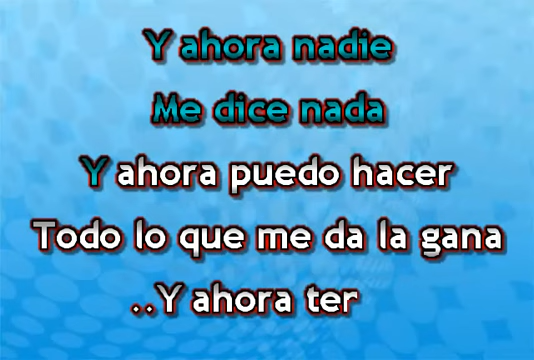 Y ahora nadie
Me dice nada
Y ahora puedo hacer
Todo lo que me da la gana
..Y ahora ter